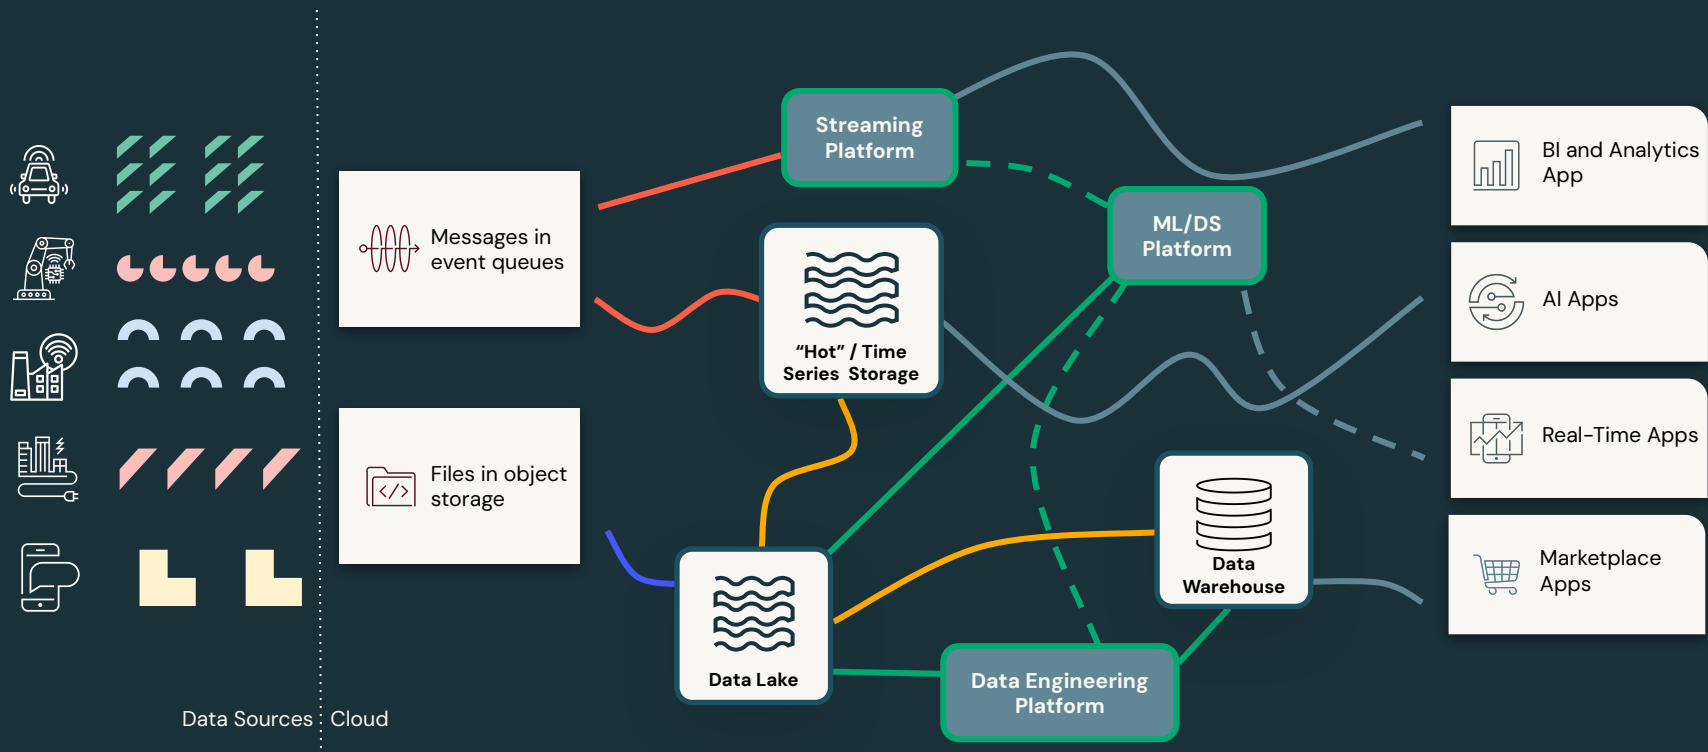 Streaming
Platform
BI and Analytics
App
Messages in
event queues
ML/DS
Platform
AI Apps
“Hot” / Time
Series Storage
Real-Time Apps
Files in object
storage
</>
Data
Warehouse
Marketplace
Apps
Data Lake
Data Engineering
Platform
Data Sources
Cloud